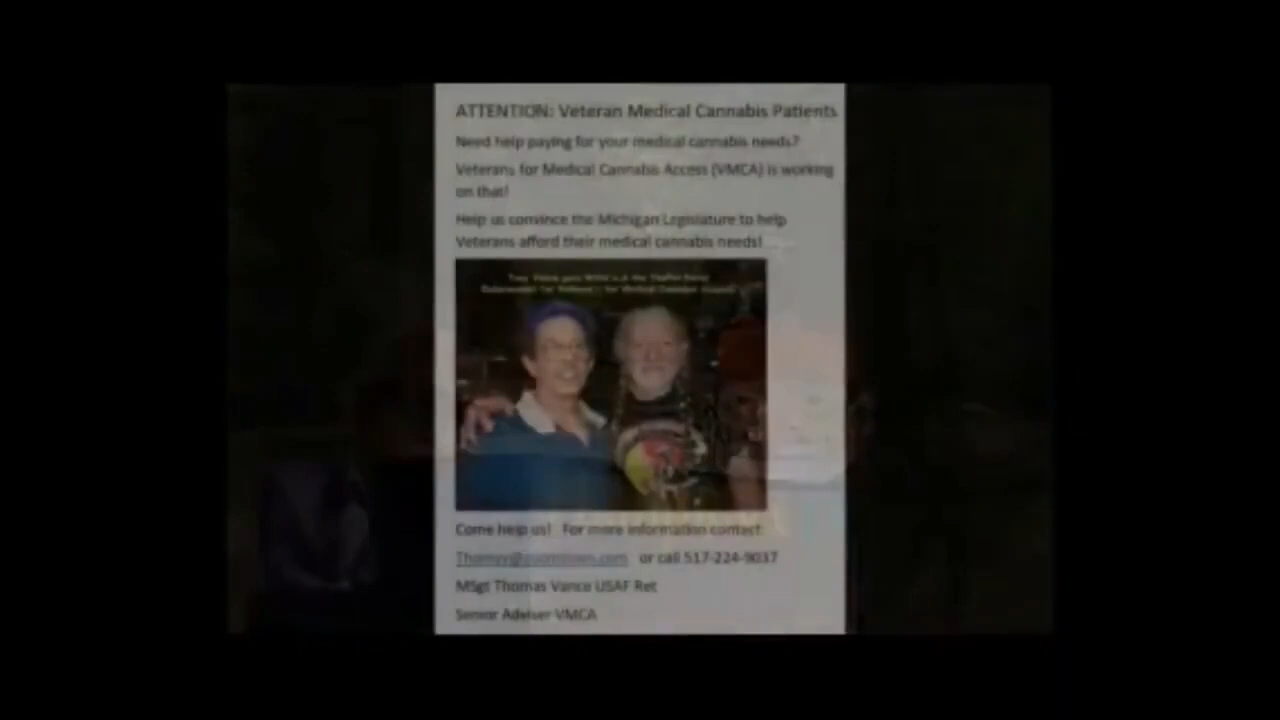 ATTENTION: Veteran Medical Cannabis Patients
Need help paying for your medical cannabis needs?
Veterans for Medical Cannabis Access (VMCA) is working
on that!
Help us convince the Michigan Legislature to help
Veterans afford their medical cannabis needs!
for Medical Cannabis
Come help us! For more information contact
or call 517-224-9037
MSgt Thomas Vance USAF Ret
Senior Adviser VMCA